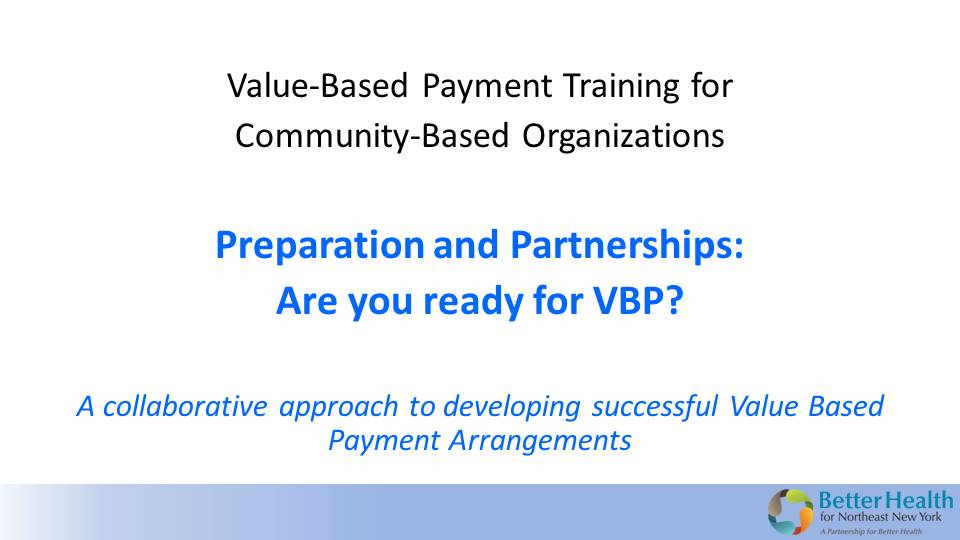 Value-Based Payment Training for
Community-Based Organizations
Preparation and Partnerships:
Are you ready for VBP?
A collaborative approach to developing successful Value Based
Payment Arrangements
Better Health
for Northeast New York
A Partnership for Better Health